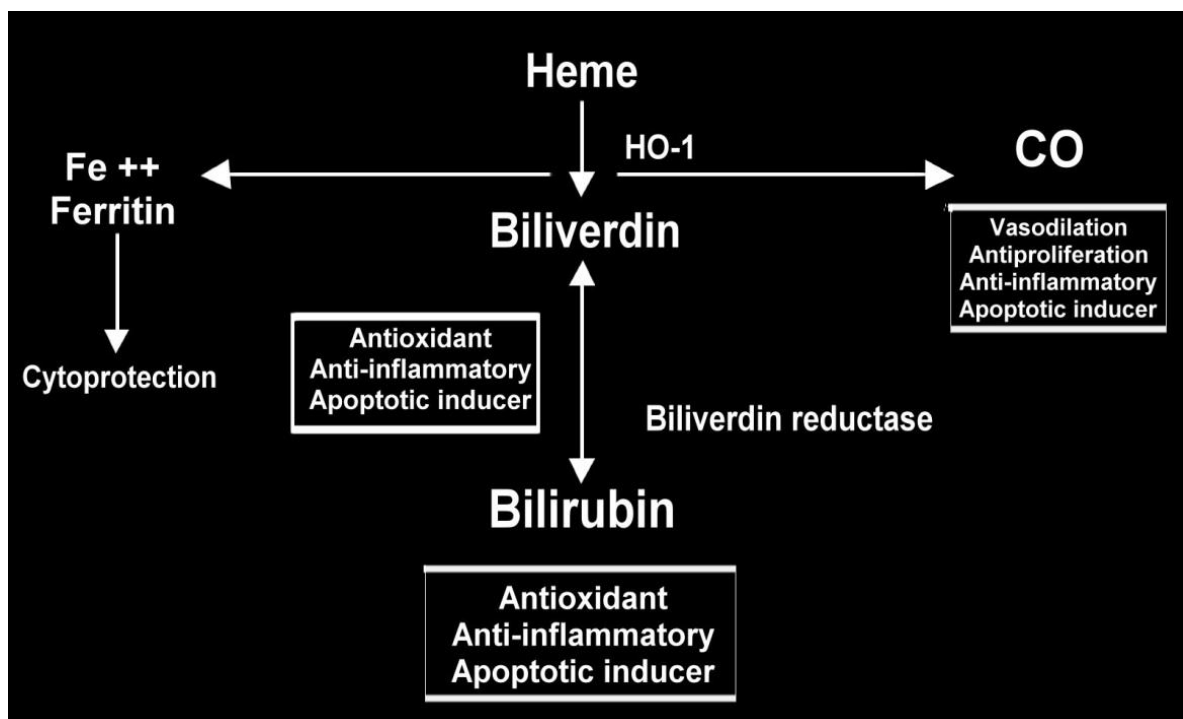 Heme
HO-1
CO
Fe ++
Ferritin
Biliverdin
Vasodilation
Antiproliferation
Anti-inflammatory
Apoptotic inducer
Antioxidant
Anti-inflammatory
Apoptotic inducer
Cytoprotection
Biliverdin reductase
Bilirubin
Antioxidant
Anti-inflammatory
Apoptotic inducer